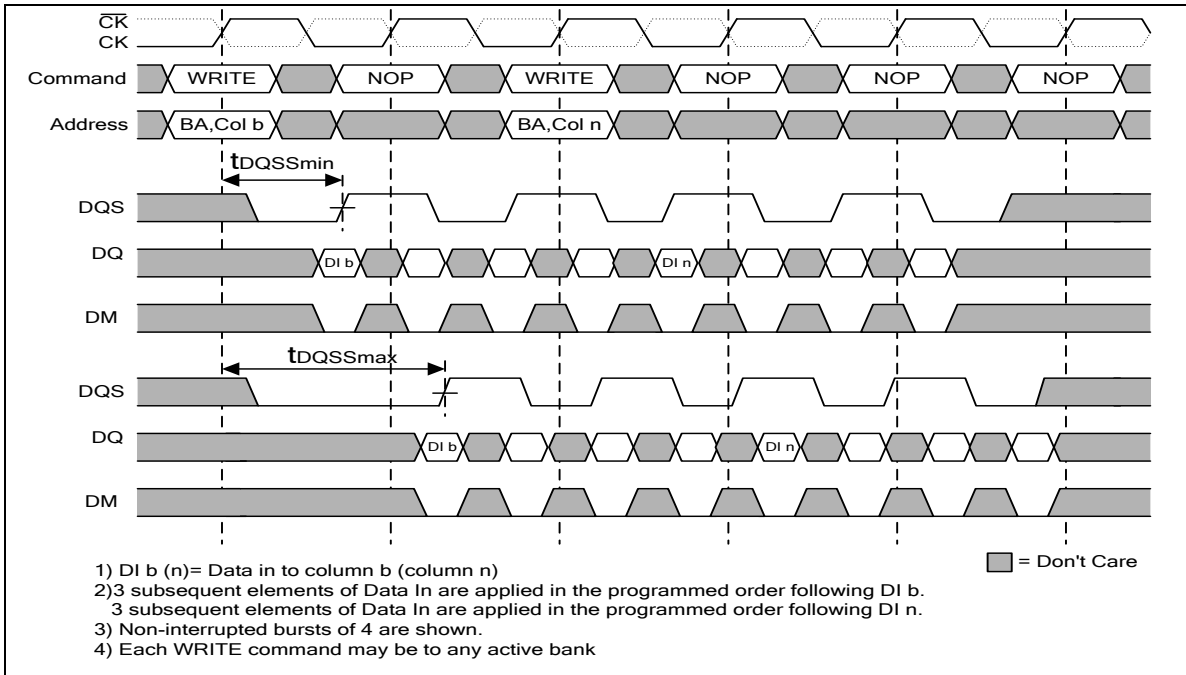 CK
CK
Command WRITE NOP WRITE NOP NOP NOP
Address BA,Col b BA,Col n
tDQSSmin
DQS
DQ DI b DI n
DM
tDQSSmax
DQS
DQ DI b DI n
DM
= Don't Care
1) DI b (n)= Data in to column b (column n)
2)3 subsequent elements of Data In are applied in the programmed order following DI b.
3 subsequent elements of Data In are applied in the programmed order following DI n.
3) Non-interrupted bursts of 4 are shown.
4) Each WRITE command may be to any active bank